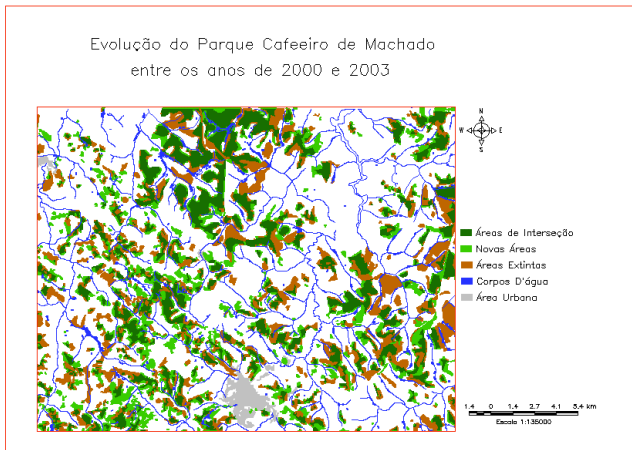 Evolução do Parque Cafeeiro de Machado
entre os anos de 2000 e 2003
N
W E
S
Áreas de Interseção
Novas Áreas
Áreas Extintas
Corpos D'água
Área Urbana
1.4 0 1.4 2.7 4.1 5.4 km
Escala 1:135000